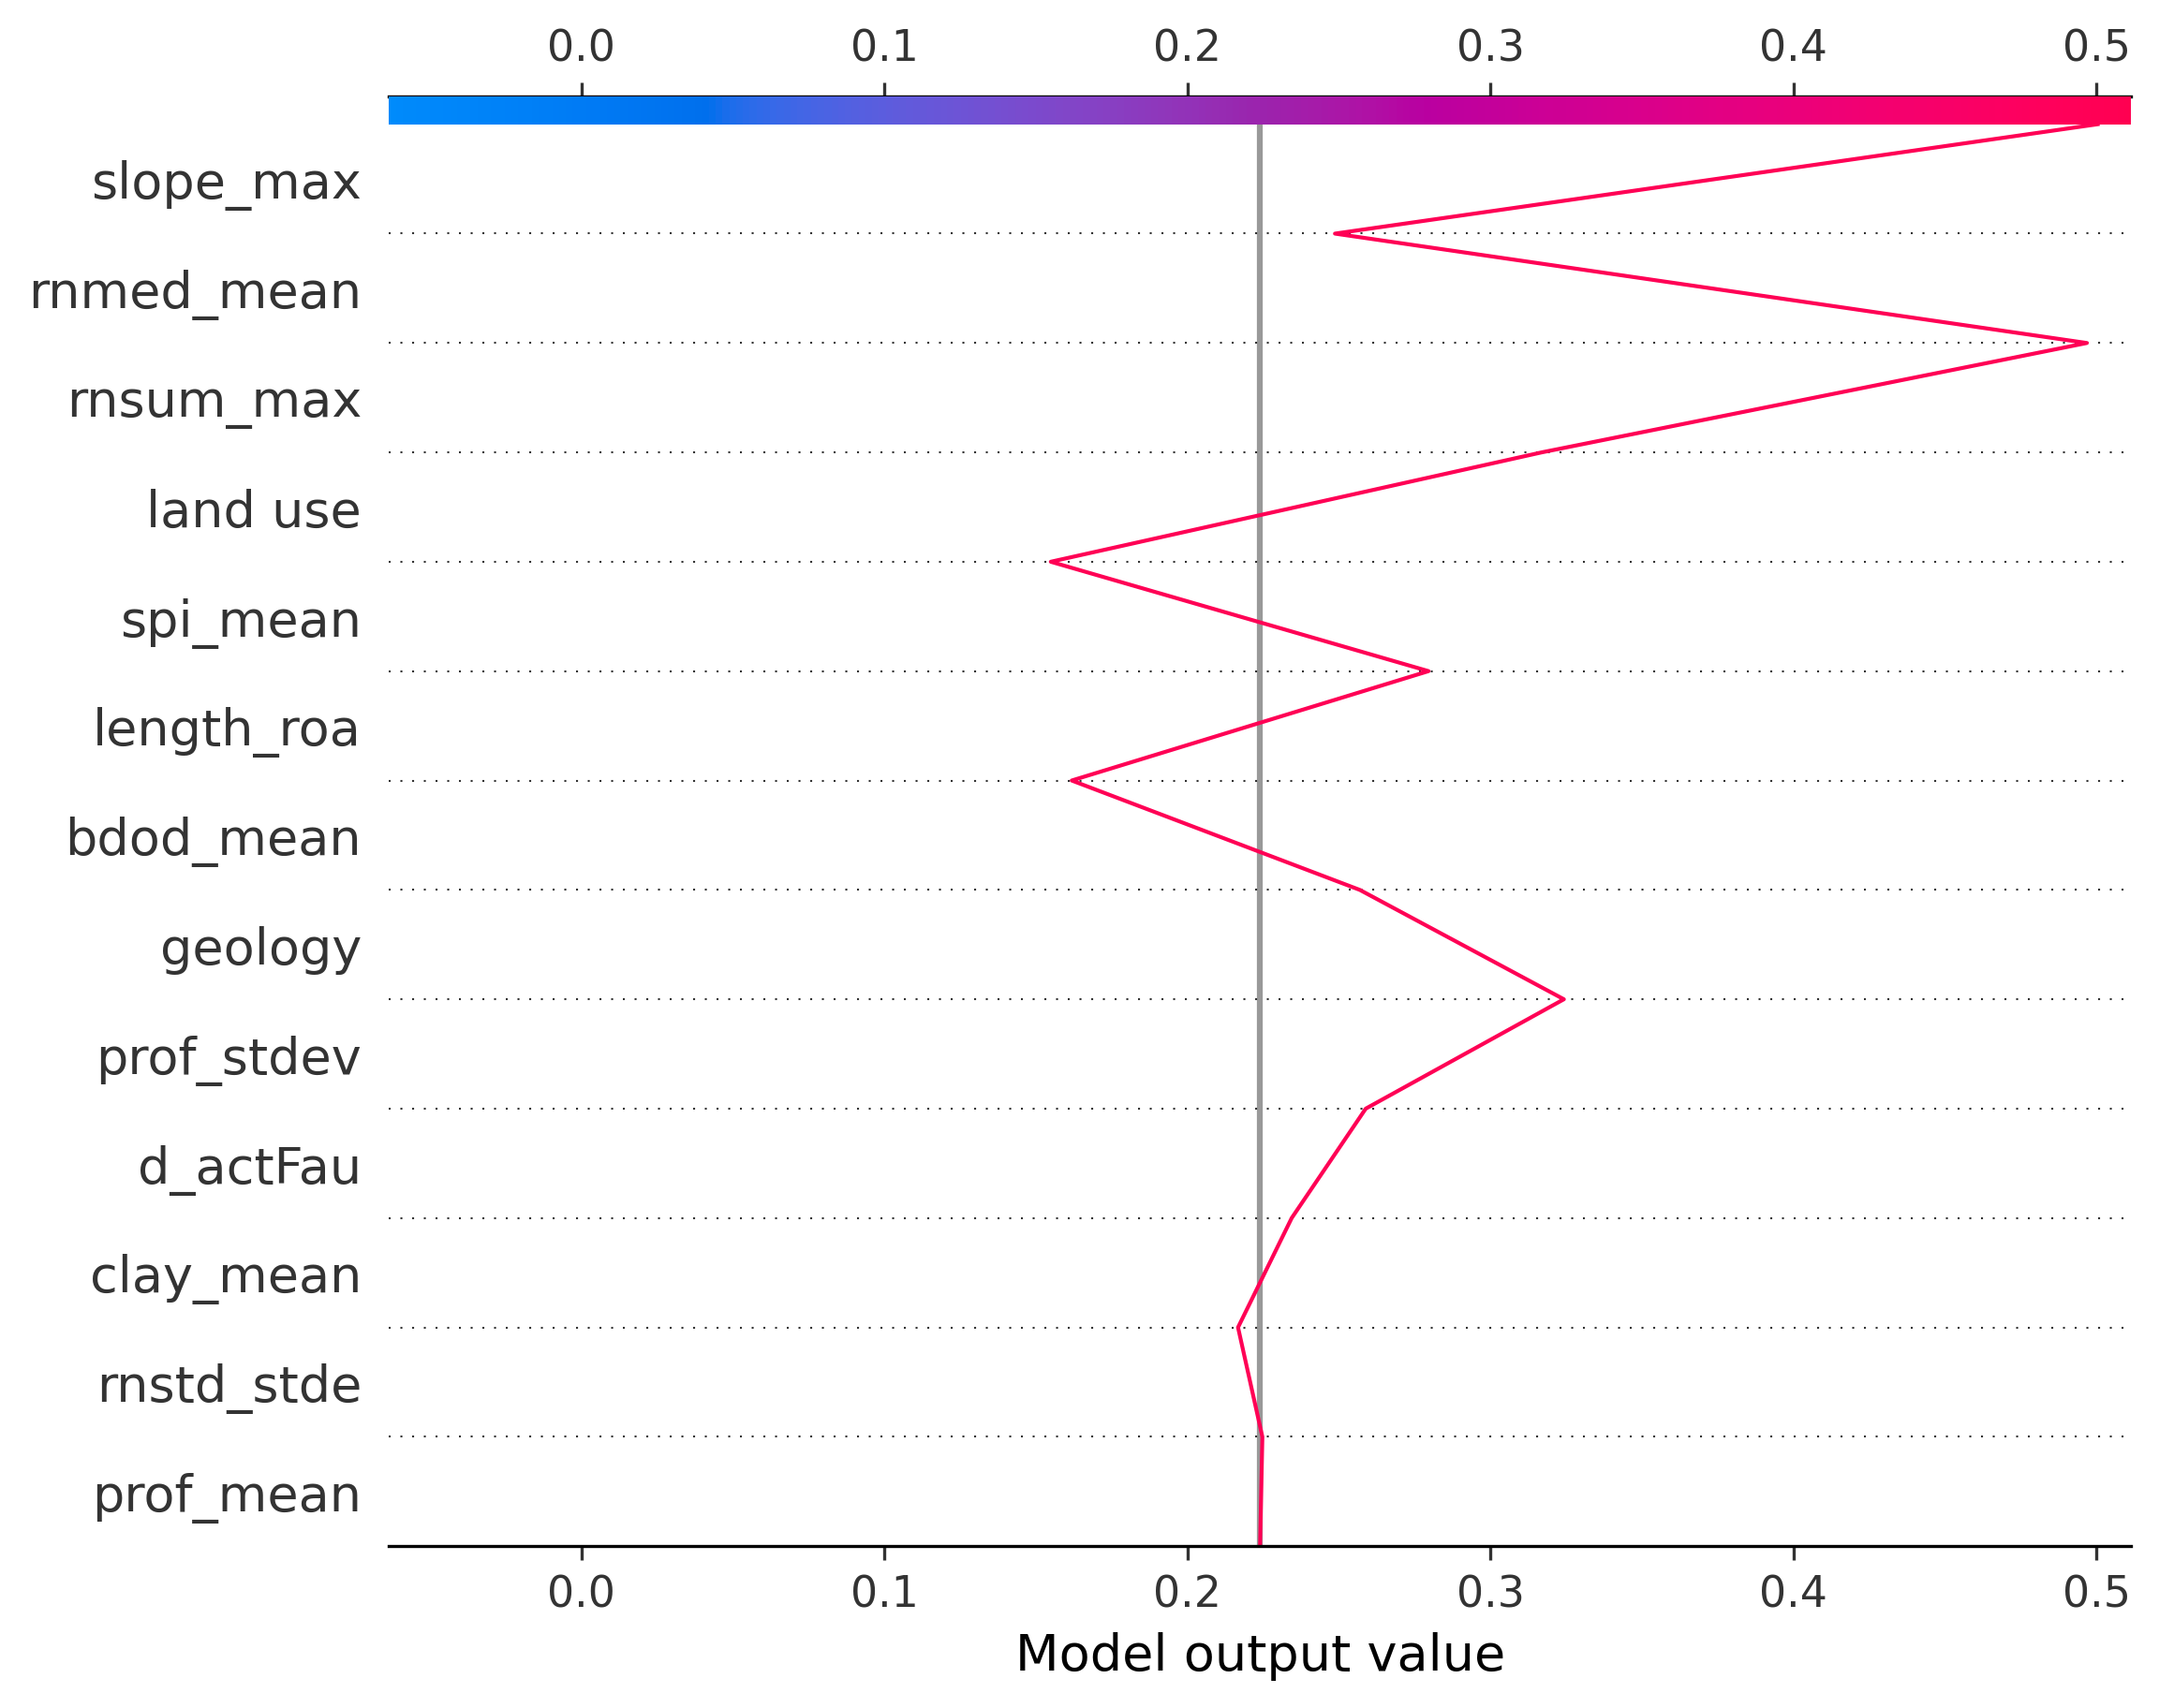 0.0 0.1 0.2 0.3 0.4 0.5
slope_max
rnmed_mean
rnsum_max
land use
spi_mean
length_roa
bdod_mean
geology
prof_stdev
d_actFau
clay_mean
rnstd_stde
prof_mean
0.0 0.1 0.2 0.3 0.4 0.5
Model output value